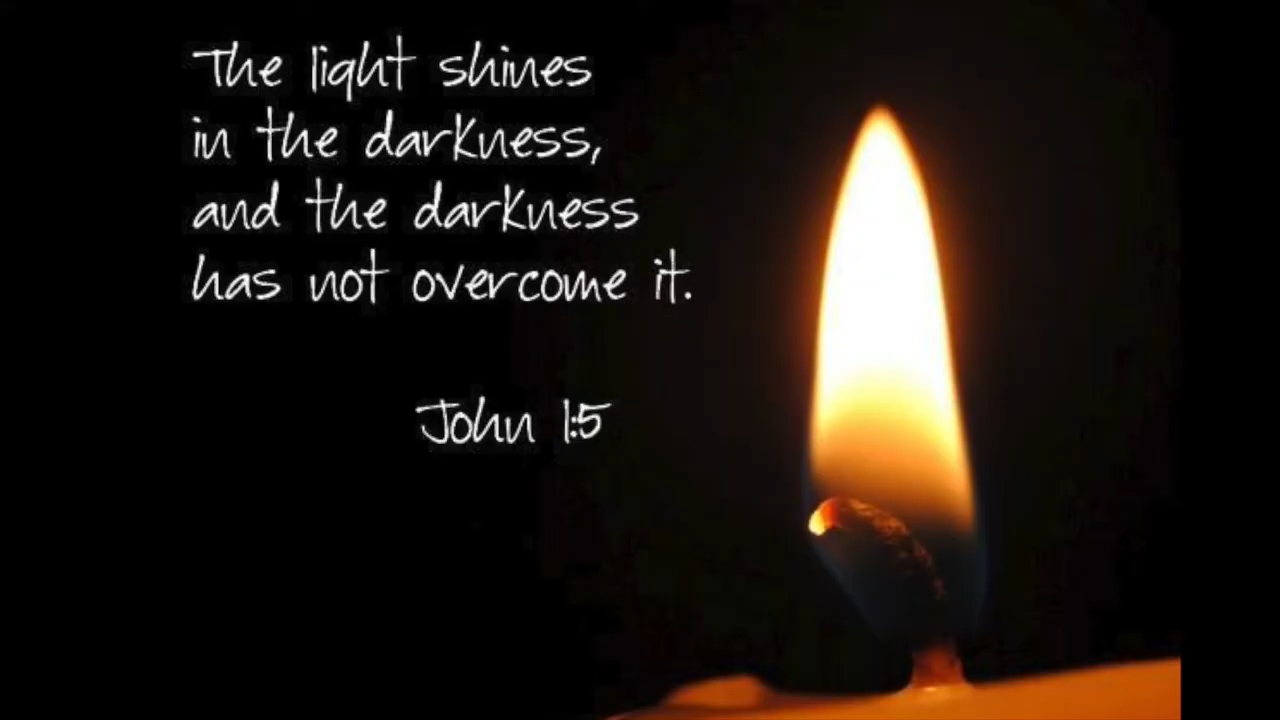 The light shines
in the darkness,
and the darkness
has not overcome it.
John 1:5